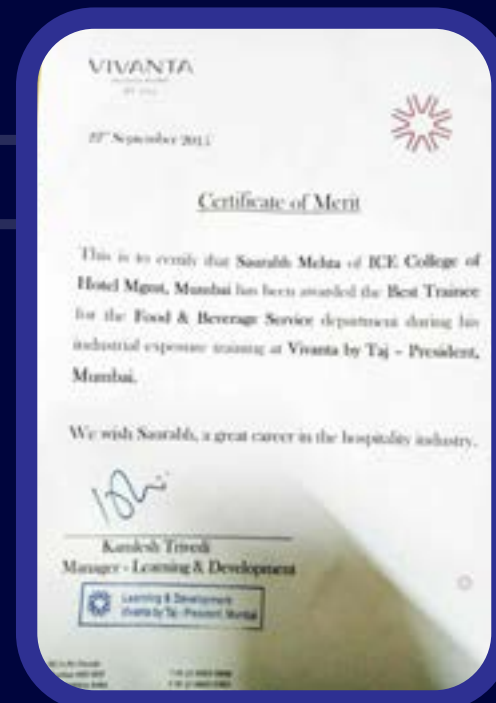 VIVANTA
September
Certificate of Merit
This is to certify that Saurabh Mehta of ICE College of
Hotel Mgmt, Mumbai has been awarded the Best Trainee
for the Food & Beverage Service department during his
industrial exposure training at Vivanta by Taj – President,
Mumbai.
We wish Saurabh, a great career in the hospitality industry.
Kamlesh Trivedi
Manager - Learning & Development
Learning & Development
Vivanta by Taj - President, Mumbai